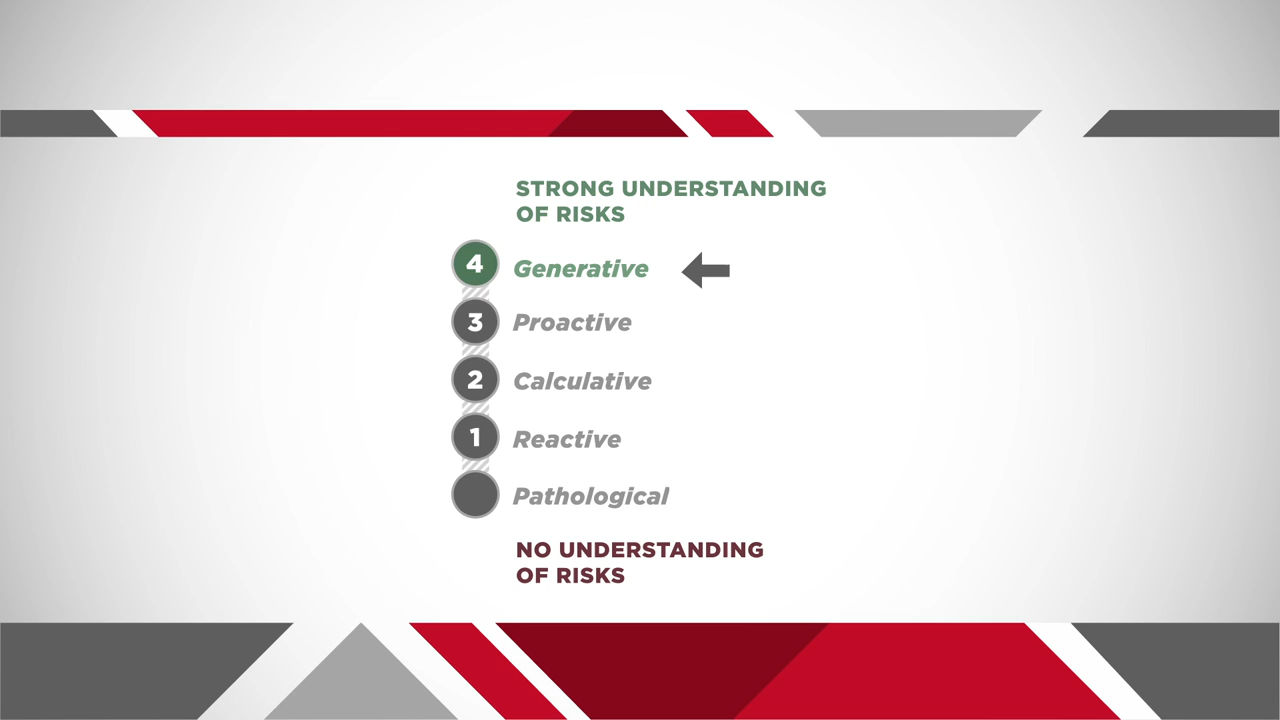 STRONG UNDERSTANDING
OF RISKS
4 Generative
3 Proactive
2 Calculative
1 Reactive
Pathological
NO UNDERSTANDING
OF RISKS